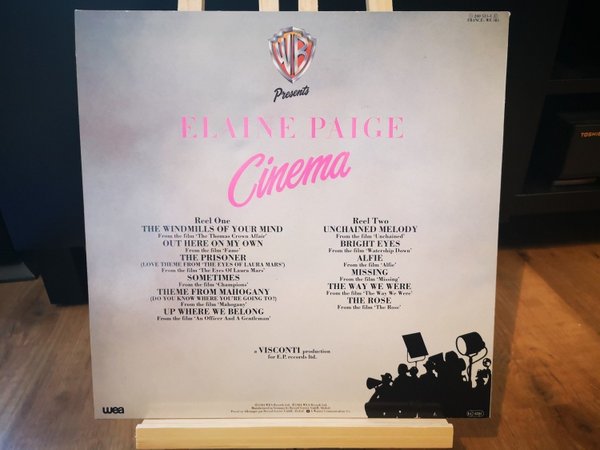 WB
Presents
ELAINE PAIGE
Cinema
Reel One
THE WINDMILLS OF YOUR MIND
From the film 'The Thomas Crown Affair'
OUT HERE ON MY OWN
From the film 'Fame'
THE PRISONER
(LOVE THEME FROM THE EYES OF LAURA MARS')
From the film 'The Eyes Of Laura Mars'
SOMETIMES
From the film 'Champions'
THEME FROM MAHOGANY
(DO YOU KNOW WHERE YOU'RE GOING TO?)
From the film 'Mahogany'
UP WHERE WE BELONG
From the film 'An Officer And A Gentleman'
Reel Two
UNCHAINED MELODY
From the film 'Unchained'
BRIGHT EYES
From the film 'Watership Down'
ALFIE
From the film 'Alfie'
MISSING
From the film 'Missing'
THE WAY WE WERE
From the film 'The Way We Were'
THE ROSE
From the film 'The Rose'
a VISCONTI production
for E.P. records ltd.
wea
TOSHIBA